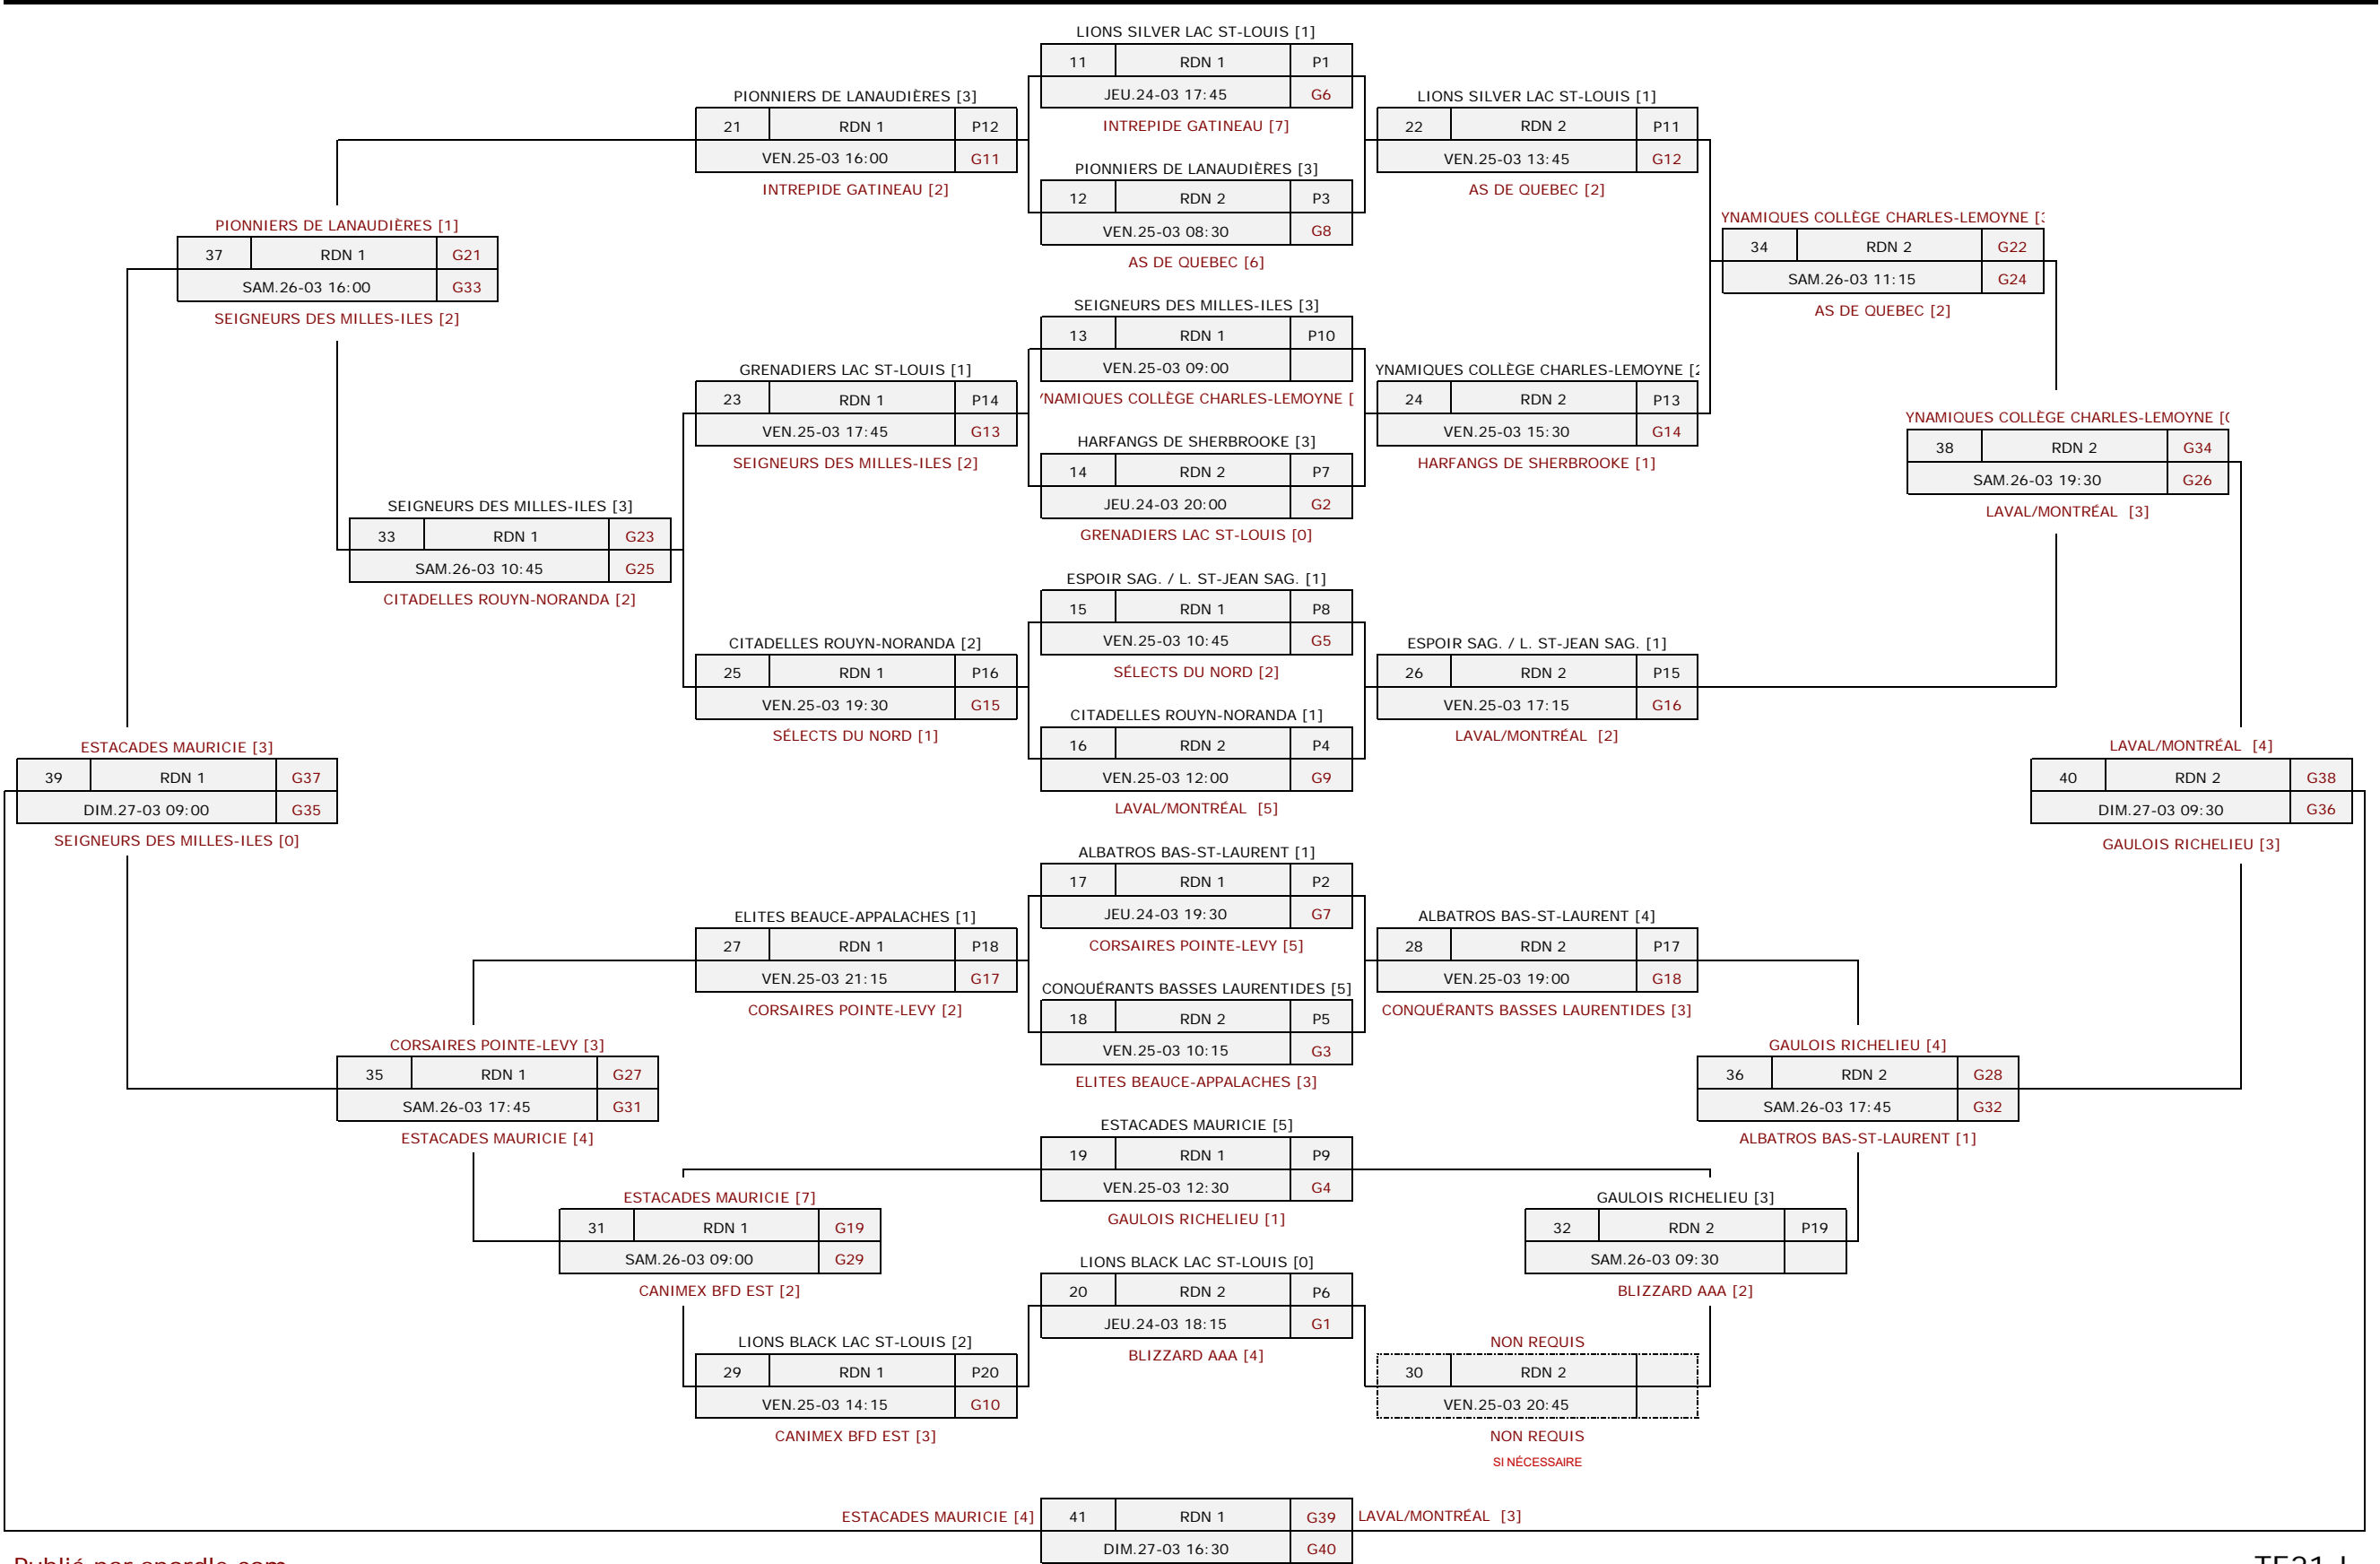 LIONS SILVER LAC ST-LOUIS [1]
11 RDN 1 P1
JEU.24-03 17:45 G6
INTREPIDE GATINEAU [7]
PIONNIERS DE LANAUDIÈRES [3]
21 RDN 1 P12
VEN.25-03 16:00 G11
INTREPIDE GATINEAU [2]
LIONS SILVER LAC ST-LOUIS [1]
22 RDN 2 P11
VEN.25-03 13:45 G12
AS DE QUEBEC [2]
PIONNIERS DE LANAUDIÈRES [3]
12 RDN 2 P3
VEN.25-03 08:30 G8
AS DE QUEBEC [6]
PIONNIERS DE LANAUDIÈRES [1]
37 RDN 1 G21
SAM.26-03 16:00 G33
SEIGNEURS DES MILLES-ILES [2]
YNAMIQUES COLLÈGE CHARLES-LEMOYNE [3
34 RDN 2 G22
SAM.26-03 11:15 G24
AS DE QUEBEC [2]
SEIGNEURS DES MILLES-ILES [3]
13 RDN 1 P10
VEN.25-03 09:00
YNAMIQUES COLLÈGE CHARLES-LEMOYNE [
GRENADIERS LAC ST-LOUIS [1]
23 RDN 1 P14
VEN.25-03 17:45 G13
SEIGNEURS DES MILLES-ILES [2]
YNAMIQUES COLLÈGE CHARLES-LEMOYNE [2
24 RDN 2 P13
VEN.25-03 15:30 G14
HARFANGS DE SHERBROOKE [1]
YNAMIQUES COLLÈGE CHARLES-LEMOYNE [0
38 RDN 2 G34
SAM.26-03 19:30 G26
LAVAL/MONTRÉAL [3]
HARFANGS DE SHERBROOKE [3]
14 RDN 2 P7
JEU.24-03 20:00 G2
GRENADIERS LAC ST-LOUIS [0]
SEIGNEURS DES MILLES-ILES [3]
33 RDN 1 G23
SAM.26-03 10:45 G25
CITADELLES ROUYN-NORANDA [2]
ESPOIR SAG. / L. ST-JEAN SAG. [1]
15 RDN 1 P8
VEN.25-03 10:45 G5
SÉLECTS DU NORD [2]
CITADELLES ROUYN-NORANDA [2]
25 RDN 1 P16
VEN.25-03 19:30 G15
SÉLECTS DU NORD [1]
ESPOIR SAG. / L. ST-JEAN SAG. [1]
26 RDN 2 P15
VEN.25-03 17:15 G16
LAVAL/MONTRÉAL [2]
CITADELLES ROUYN-NORANDA [1]
16 RDN 2 P4
VEN.25-03 12:00 G9
LAVAL/MONTRÉAL [5]
ESTACADES MAURICIE [3]
39 RDN 1 G37
DIM.27-03 09:00 G35
SEIGNEURS DES MILLES-ILES [0]
LAVAL/MONTRÉAL [4]
40 RDN 2 G38
DIM.27-03 09:30 G36
GAULOIS RICHELIEU [3]
ALBATROS BAS-ST-LAURENT [1]
17 RDN 1 P2
JEU.24-03 19:30 G7
CORSAIRES POINTE-LEVY [5]
ELITES BEAUCE-APPALACHES [1]
27 RDN 1 P18
VEN.25-03 21:15 G17
CORSAIRES POINTE-LEVY [2]
ALBATROS BAS-ST-LAURENT [4]
28 RDN 2 P17
VEN.25-03 19:00 G18
CONQUÉRANTS BASSES LAURENTIDES [3]
CONQUÉRANTS BASSES LAURENTIDES [5]
18 RDN 2 P5
VEN.25-03 10:15 G3
ELITES BEAUCE-APPALACHES [3]
CORSAIRES POINTE-LEVY [3]
35 RDN 1 G27
SAM.26-03 17:45 G31
ESTACADES MAURICIE [4]
GAULOIS RICHELIEU [4]
36 RDN 2 G28
SAM.26-03 17:45 G32
ALBATROS BAS-ST-LAURENT [1]
ESTACADES MAURICIE [5]
19 RDN 1 P9
VEN.25-03 12:30 G4
GAULOIS RICHELIEU [1]
ESTACADES MAURICIE [7]
31 RDN 1 G19
SAM.26-03 09:00 G29
CANIMEX BFD EST [2]
GAULOIS RICHELIEU [3]
32 RDN 2 P19
SAM.26-03 09:30
BLIZZARD AAA [2]
LIONS BLACK LAC ST-LOUIS [0]
20 RDN 2 P6
JEU.24-03 18:15 G1
BLIZZARD AAA [4]
LIONS BLACK LAC ST-LOUIS [2]
29 RDN 1 P20
VEN.25-03 14:15 G10
CANIMEX BFD EST [3]
NON REQUIS
30 RDN 2
VEN.25-03 20:45
NON REQUIS
SI NÉCESSAIRE
ESTACADES MAURICIE [4] 41 RDN 1 G39 LAVAL/MONTRÉAL [3]
DIM.27-03 16:30 G40